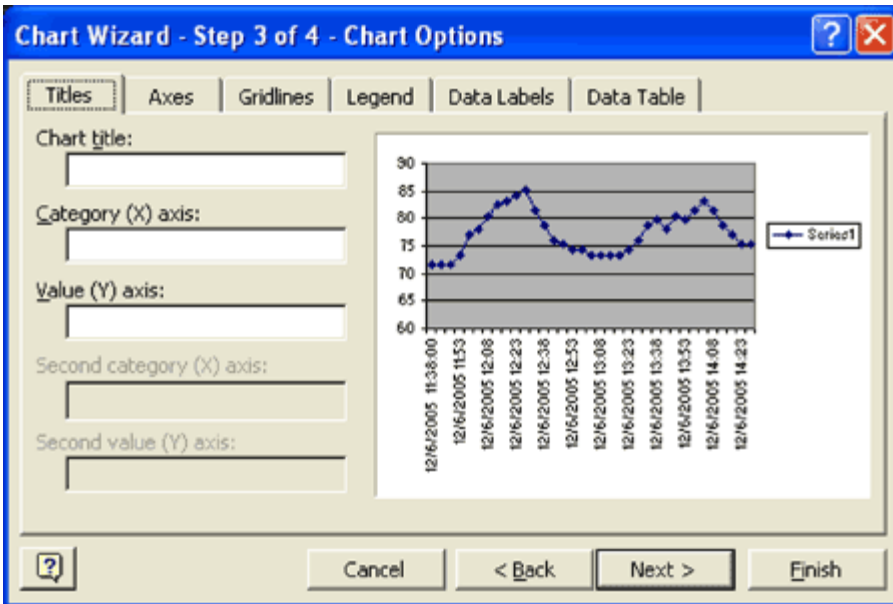 Chart Wizard - Step 3 of 4 - Chart Options
Titles
Axes
Gridlines
Legend
Data Labels
Data Table
Chart title:
Category (X) axis:
Value (Y) axis:
Second category (X) axis:
Second value (Y) axis:
90
85
80
75
70
65
60
12/6/2005 11:38:00
12/6/2005 11:53
12/6/2005 12:08
12/6/2005 12:23
12/6/2005 12:38
12/6/2005 12:53
12/6/2005 13:08
12/6/2005 13:23
12/6/2005 13:38
12/6/2005 13:53
12/6/2005 14:08
12/6/2005 14:23
Series1
Cancel
< Back
Next >
Finish